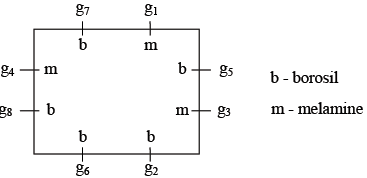 g7 g1
b m
g4 m b g5
b - borosil
g8 b m g3
m - melamine
b b
g6 g2